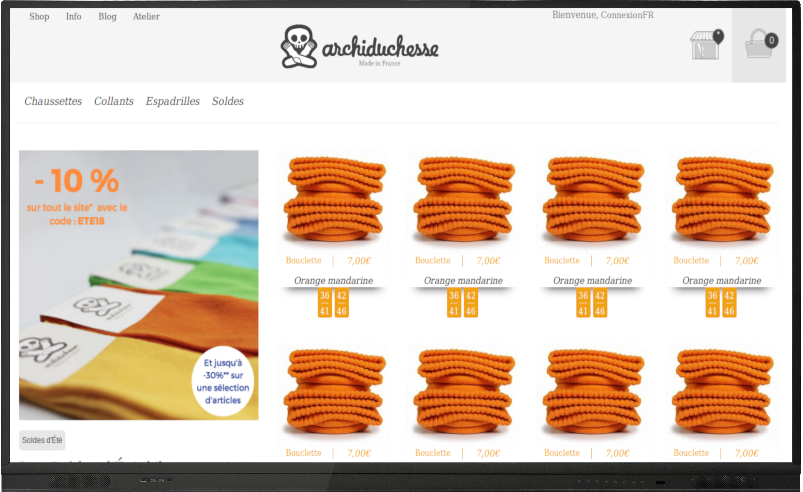 Shop Info Blog Atelier
Bienvenue, ConnexionFR
archiduchesse
Made in France
0
Chaussettes Collants Espadrilles Soldes
- 10 %
sur tout le site* avec le
code : ETE18
archiduchesse
Et jusqu'à
-30%** sur
une sélection
d'articles
Soldes d'Été
Bouclette | 7,00€ Bouclette | 7,00€ Bouclette | 7,00€ Bouclette | 7,00€
Orange mandarine Orange mandarine Orange mandarine Orange mandarine
36 42 36 42 36 42 36 42
41 46 41 46 41 46 41 46
Bouclette | 7,00€ Bouclette | 7,00€ Bouclette | 7,00€ Bouclette | 7,00€